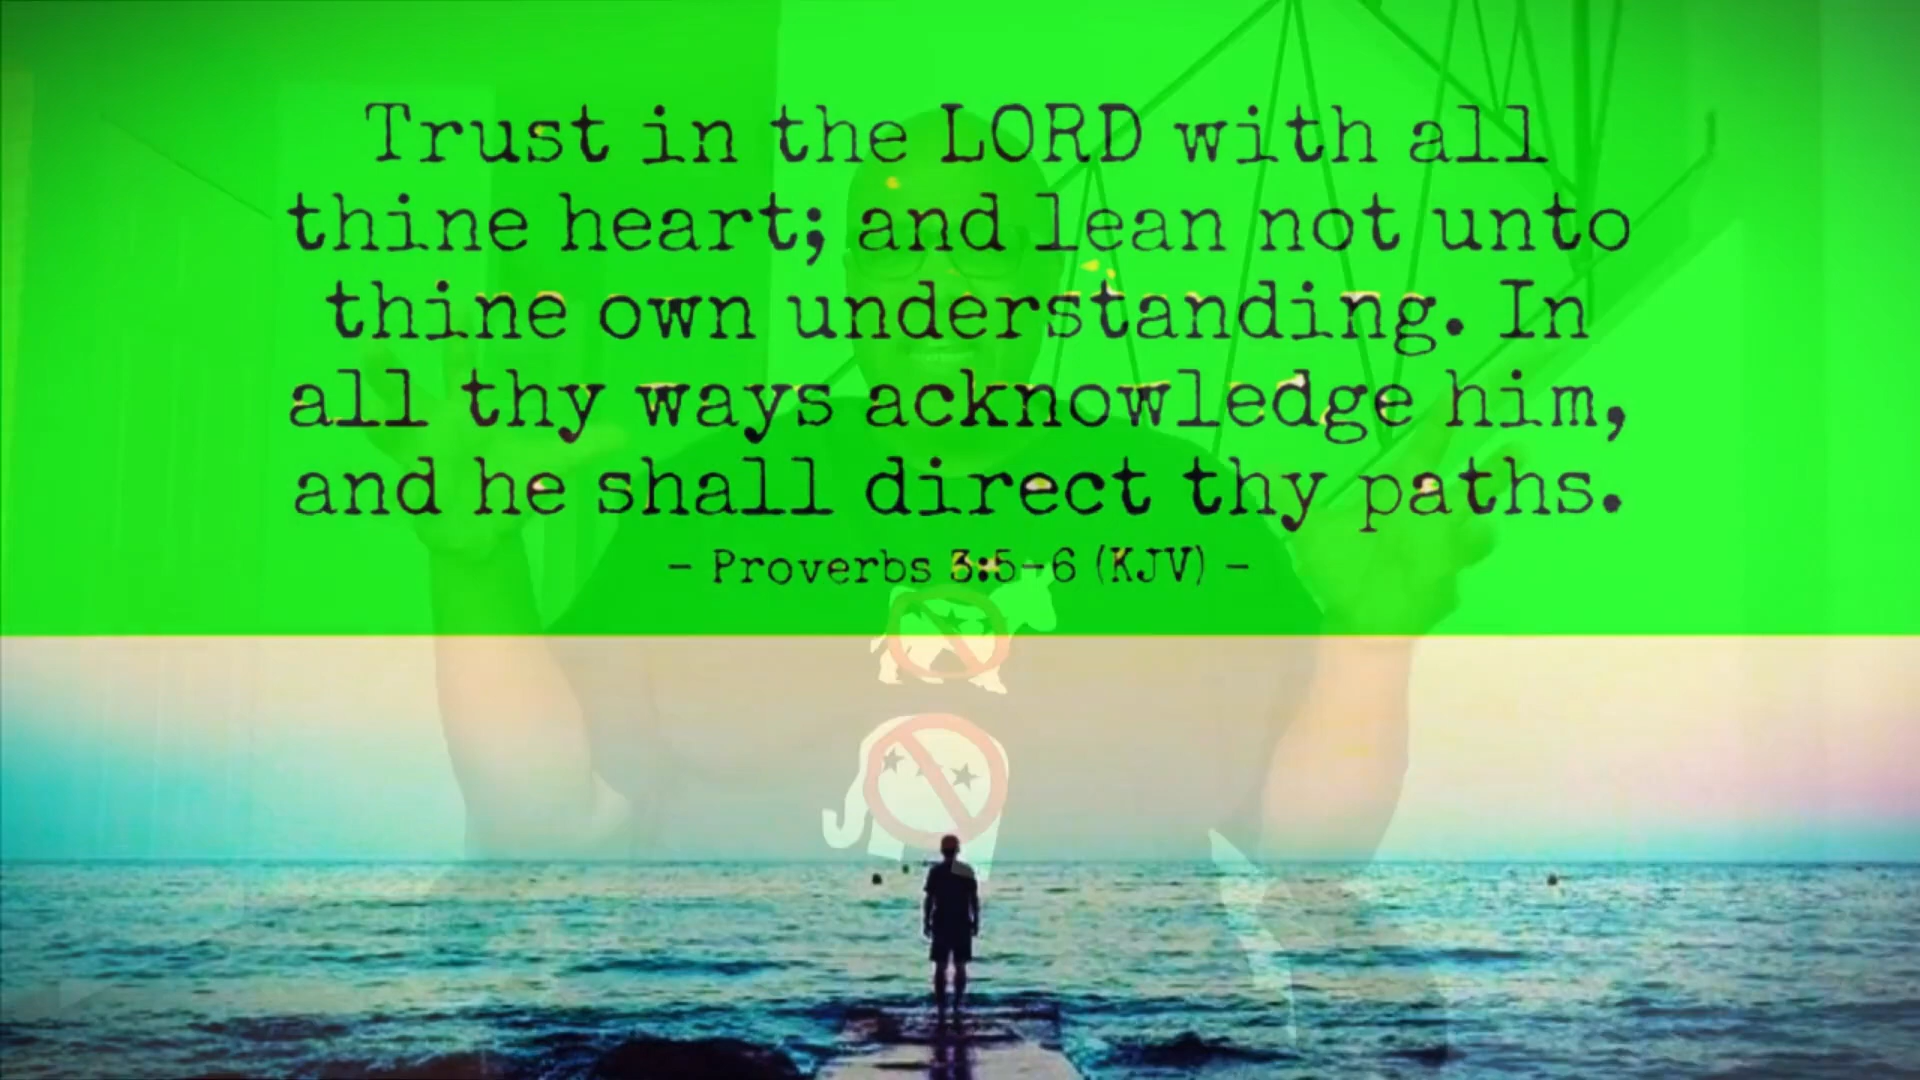 Trust in the LORD with all
thine heart; and lean not unto
thine own understanding. In
all thy ways acknowledge him,
and he shall direct thy paths.
- Proverbs 3:5-6 (KJV) -